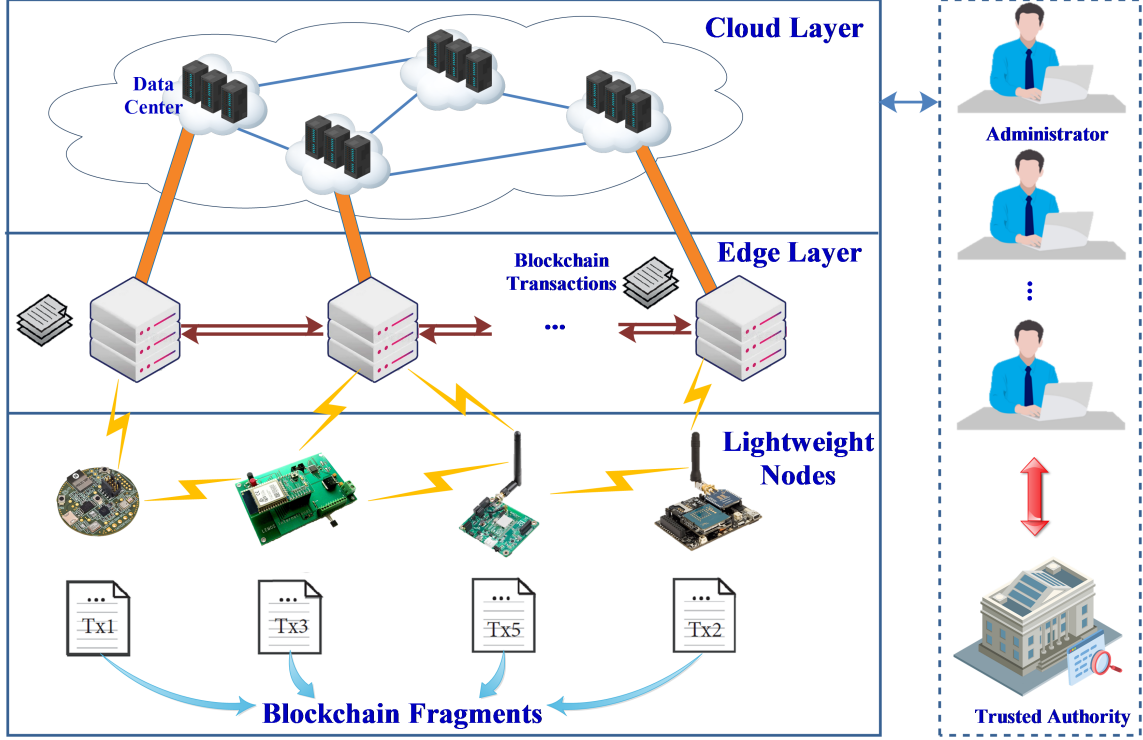 Cloud Layer
Data
Center
Administrator
Edge Layer
Blockchain
Transactions
...
...
Lightweight
Nodes
...
Tx1
...
Tx3
...
Tx5
...
Tx2
Blockchain Fragments
Trusted Authority